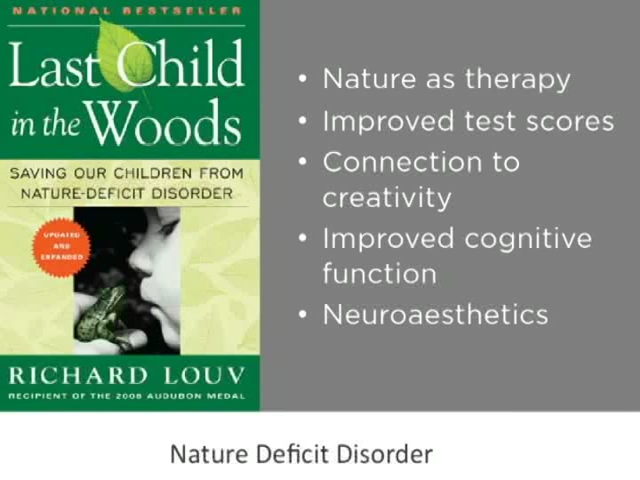 NATIONAL BESTSELLER
Last Child
in the Woods
SAVING OUR CHILDREN FROM
NATURE-DEFICIT DISORDER
UPDATED
AND
EXPANDED
RICHARD LOUV
RECIPIENT OF THE 2008 AUDUBON MEDAL
• Nature as therapy
• Improved test scores
• Connection to
creativity
• Improved cognitive
function
• Neuroaesthetics
Nature Deficit Disorder